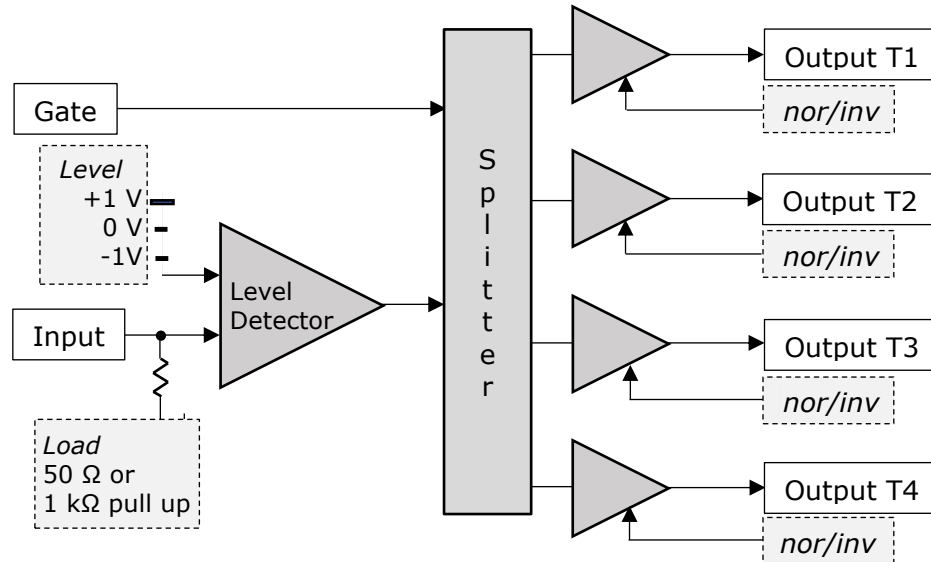 Gate
Level
+1 V
0 V
-1V
Level
Detector
Input
Load
50 Ω or
1 kΩ pull up
S
p
l
i
t
t
e
r
Output T1
nor/inv
Output T2
nor/inv
Output T3
nor/inv
Output T4
nor/inv